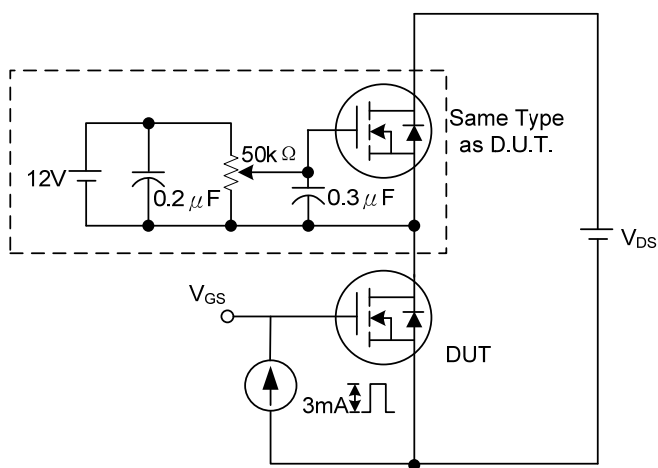 Same Type
as D.U.T.
50kΩ
12V
0.2μF
0.3μF
VDS
VGS
DUT
3mA